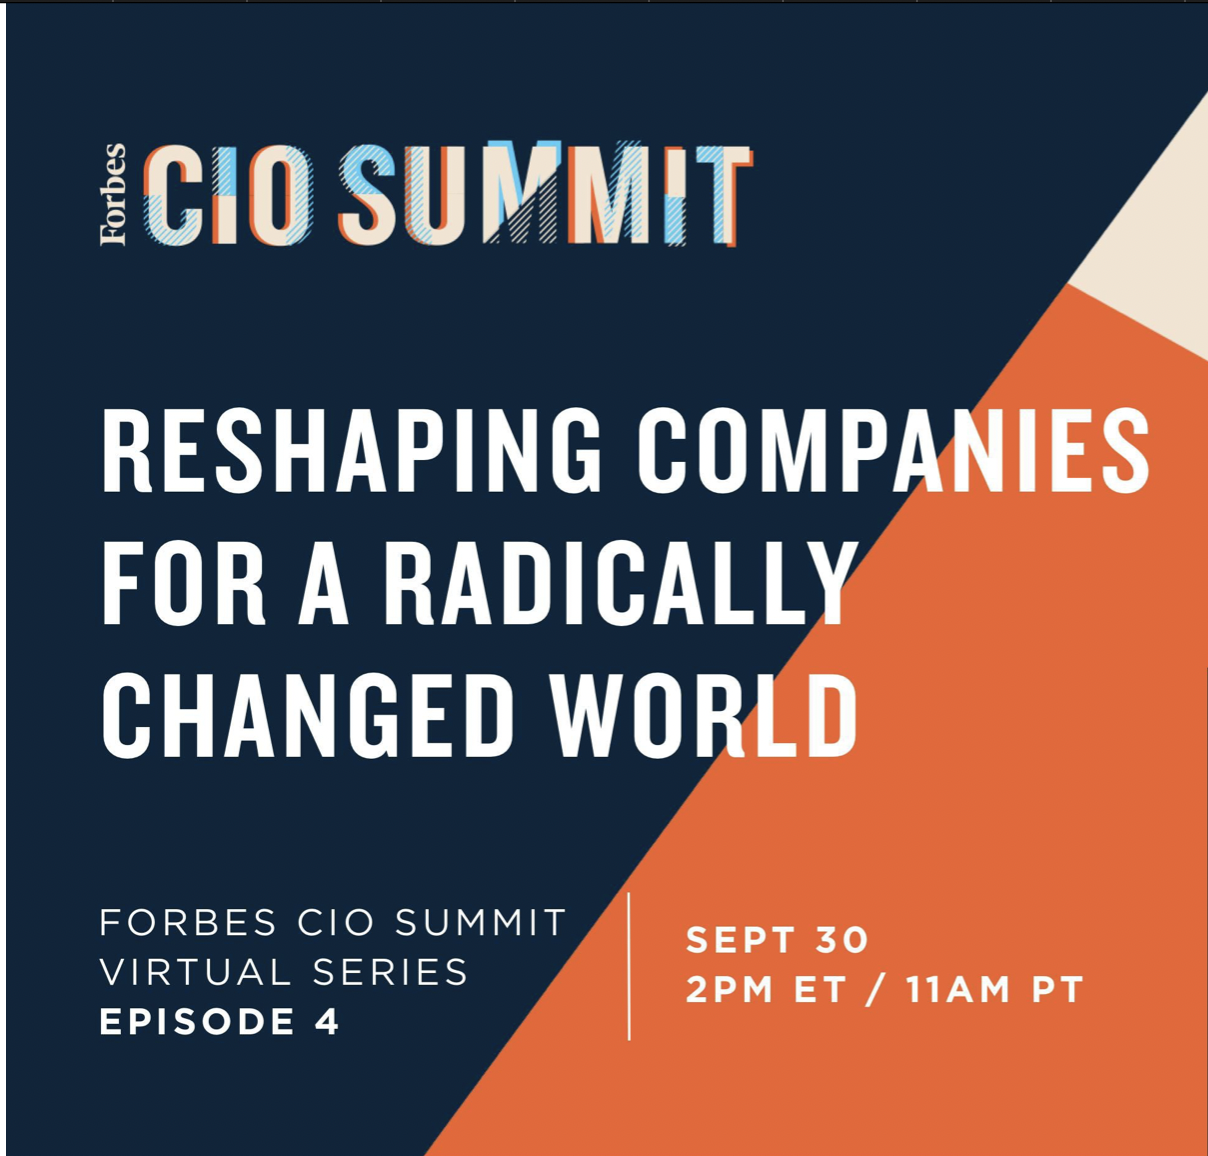 Forbes CIO SUMMIT
RESHAPING COMPANIES
FOR A RADICALLY
CHANGED WORLD
FORBES CIO SUMMIT
VIRTUAL SERIES
EPISODE 4
SEPT 30
2PM ET / 11AM PT